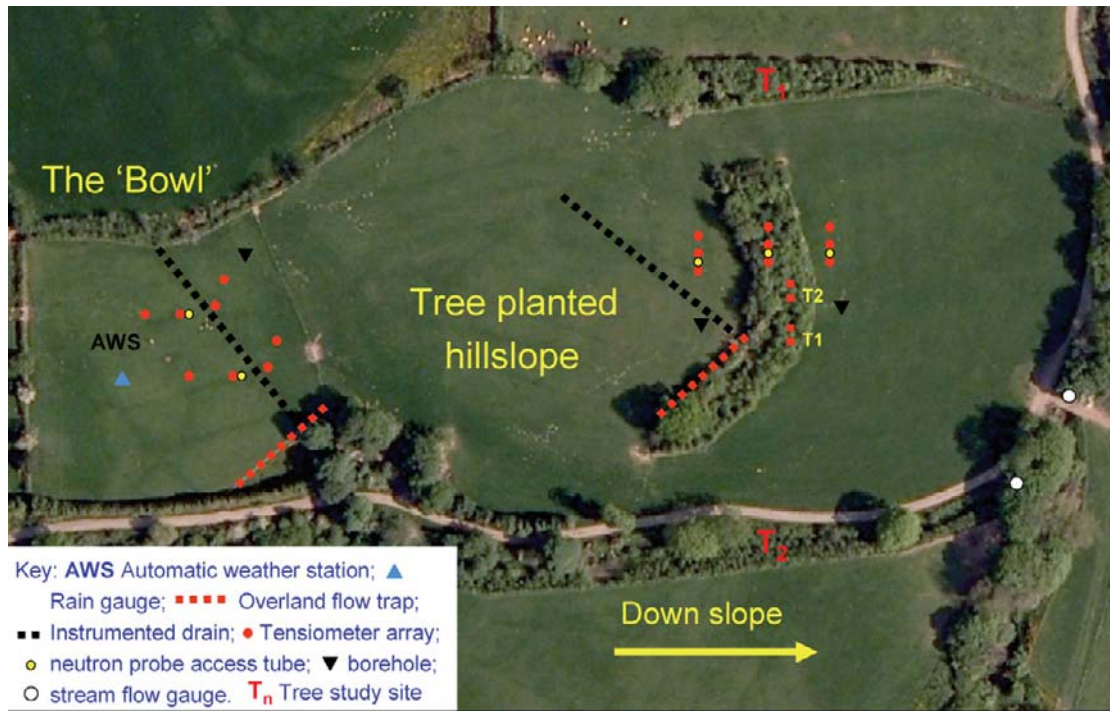 T1
The 'Bowl'
Tree planted
hillslope
T2
T1
AWS
T2
Down slope
Key: AWS Automatic weather station;
Rain gauge; Overland flow trap;
Instrumented drain; Tensiometer array;
neutron probe access tube; borehole;
stream flow gauge. Tn Tree study site